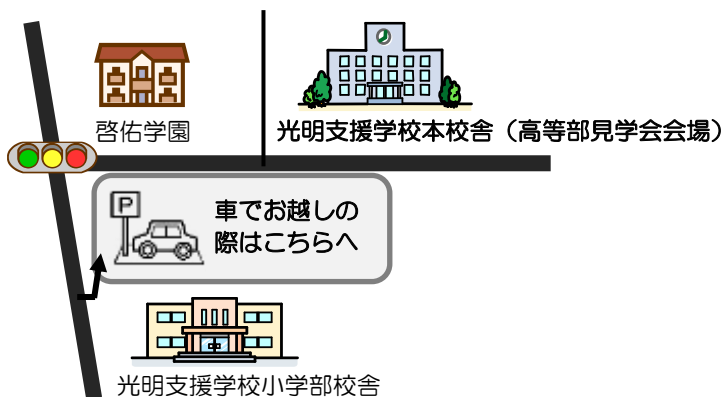 啓佑学園
光明支援学校本校舎（高等部見学会会場）
P
車でお越しの
際はこちらへ
光明支援学校小学部校舎